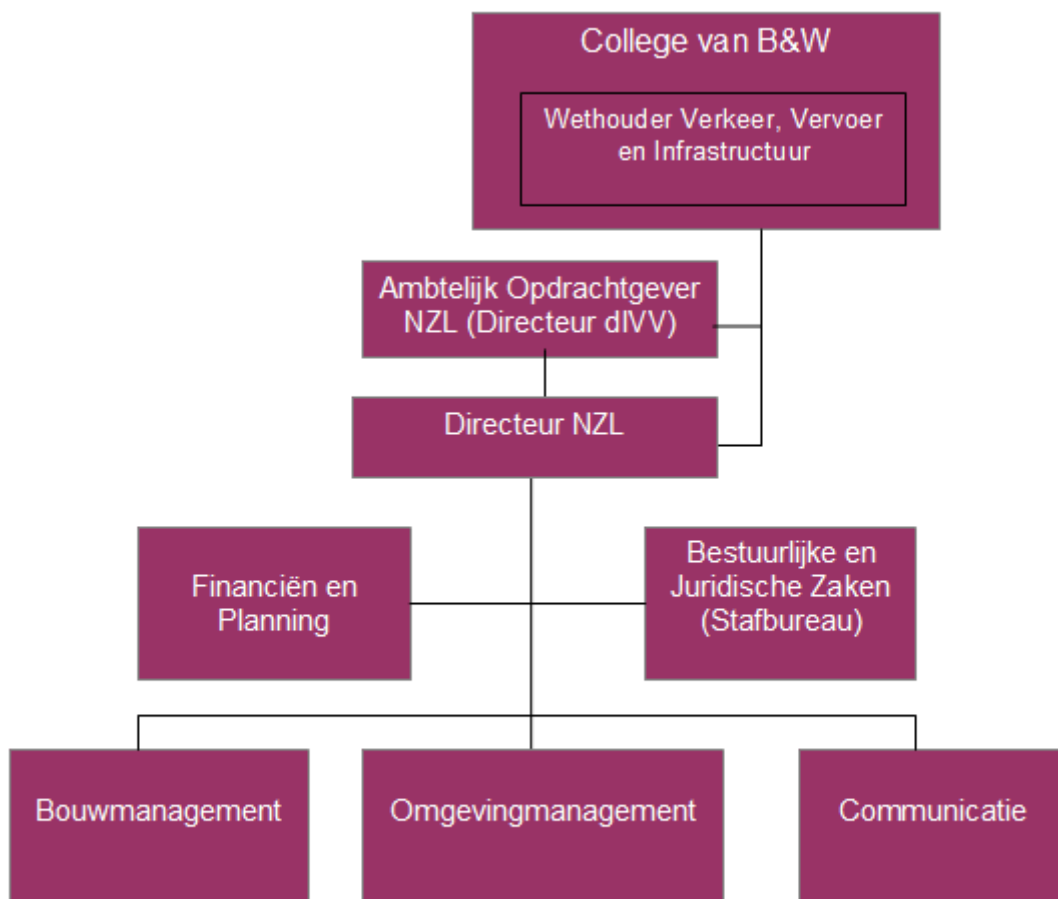 College van B&W
Wethouder Verkeer, Vervoer
en Infrastructuur
Ambtelijk Opdrachtgever
NZL (Directeur dIVV)
Directeur NZL
Financiën en
Planning
Bestuurlijke en
Juridische Zaken
(Stafbureau)
Bouwmanagement
Omgevingmanagement
Communicatie